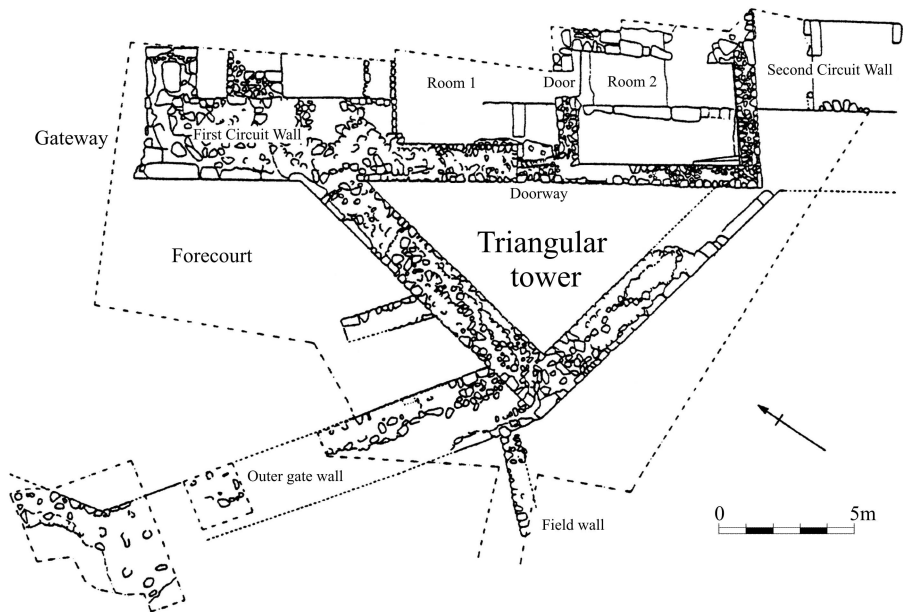 Room 1
Door
Room 2
Second Circuit Wall
Gateway
First Circuit Wall
Doorway
Forecourt
Triangular
tower
Outer gate wall
Field wall
0
5m